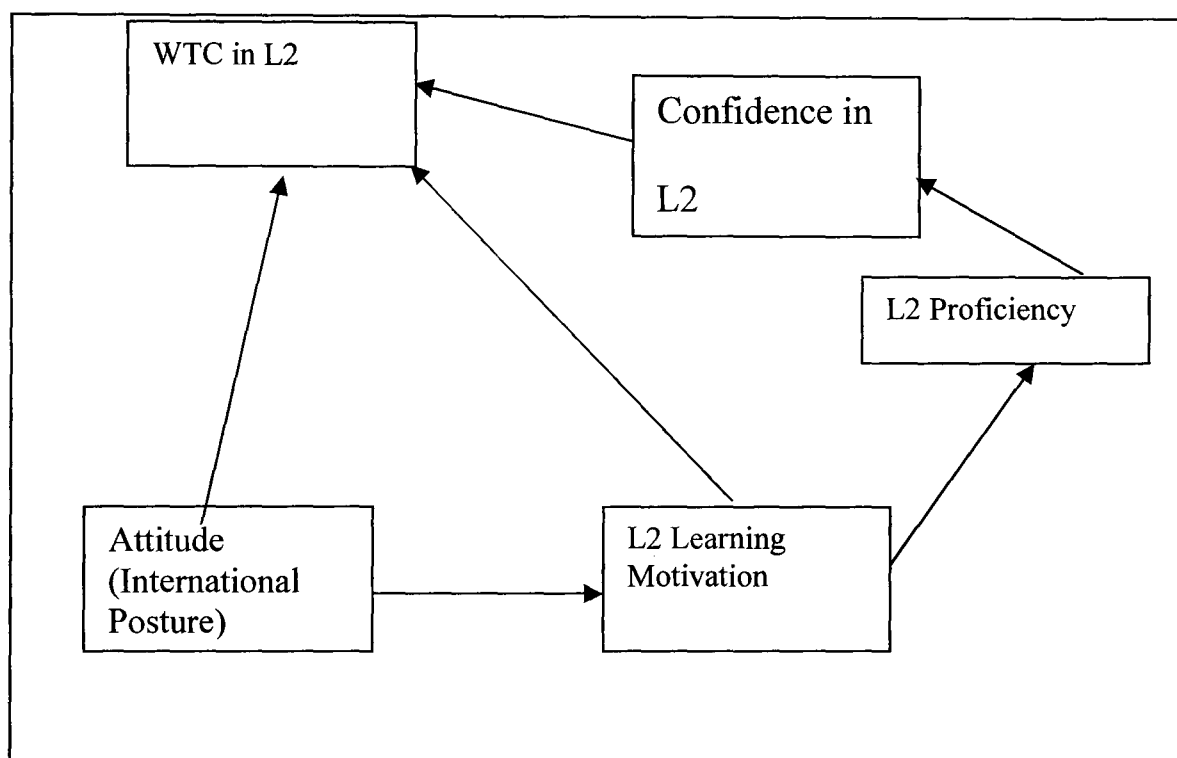 WTC in L2
Confidence in
L2
L2 Proficiency
Attitude
(International
Posture)
L2 Learning
Motivation